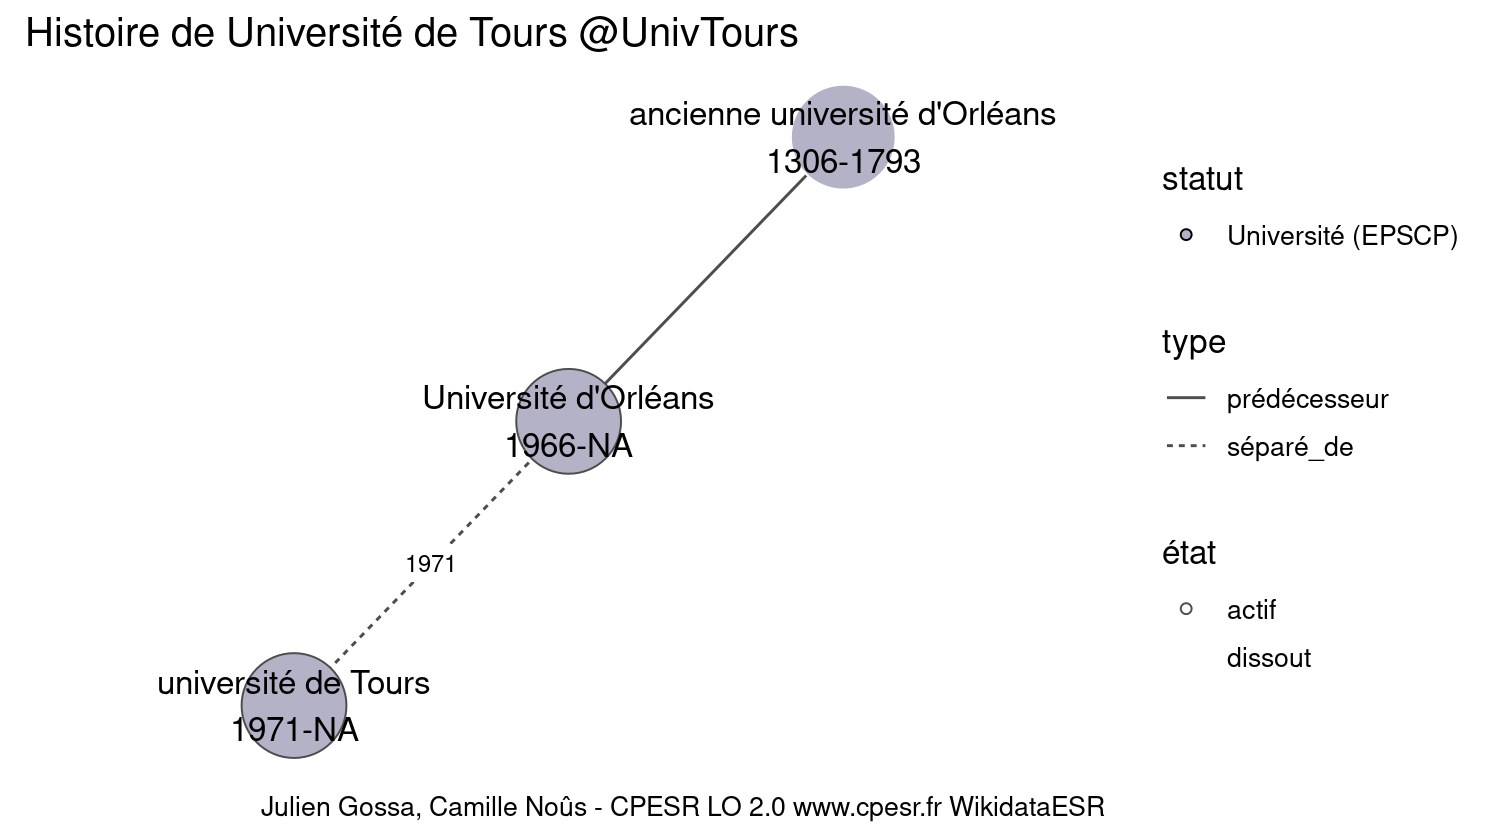 Histoire de Université de Tours @UnivTours
ancienne université d'Orléans
1306-1793
statut
Université (EPSCP)
type
prédécesseur
séparé_de
Université d'Orléans
1966-NA
1971
état
actif
dissout
université de Tours
1971-NA
Julien Gossa, Camille Noûs - CPESR LO 2.0 www.cpesr.fr WikidataESR